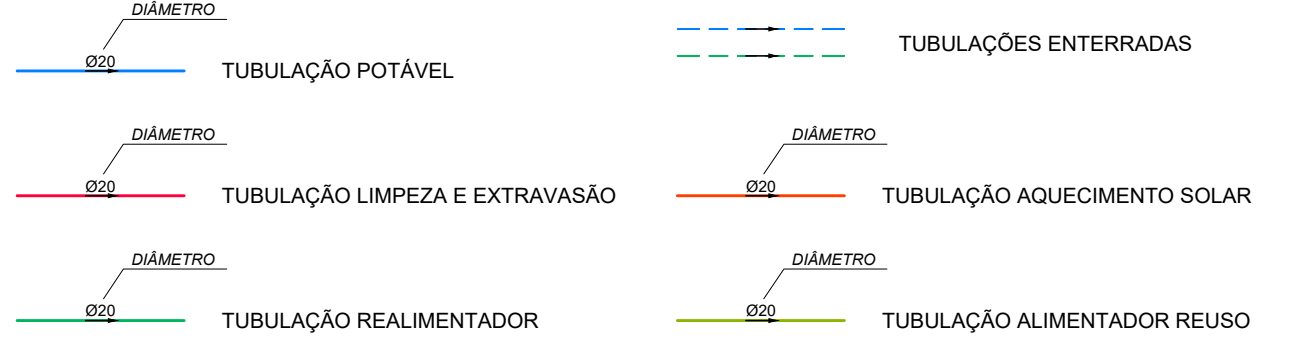 DIÂMETRO
Ø20
TUBULAÇÃO POTÁVEL
TUBULAÇÕES ENTERRADAS
DIÂMETRO
Ø20
TUBULAÇÃO LIMPEZA E EXTRAVASÃO
DIÂMETRO
Ø20
TUBULAÇÃO AQUECIMENTO SOLAR
DIÂMETRO
Ø20
TUBULAÇÃO REALIMENTADOR
DIÂMETRO
Ø20
TUBULAÇÃO ALIMENTADOR REUSO